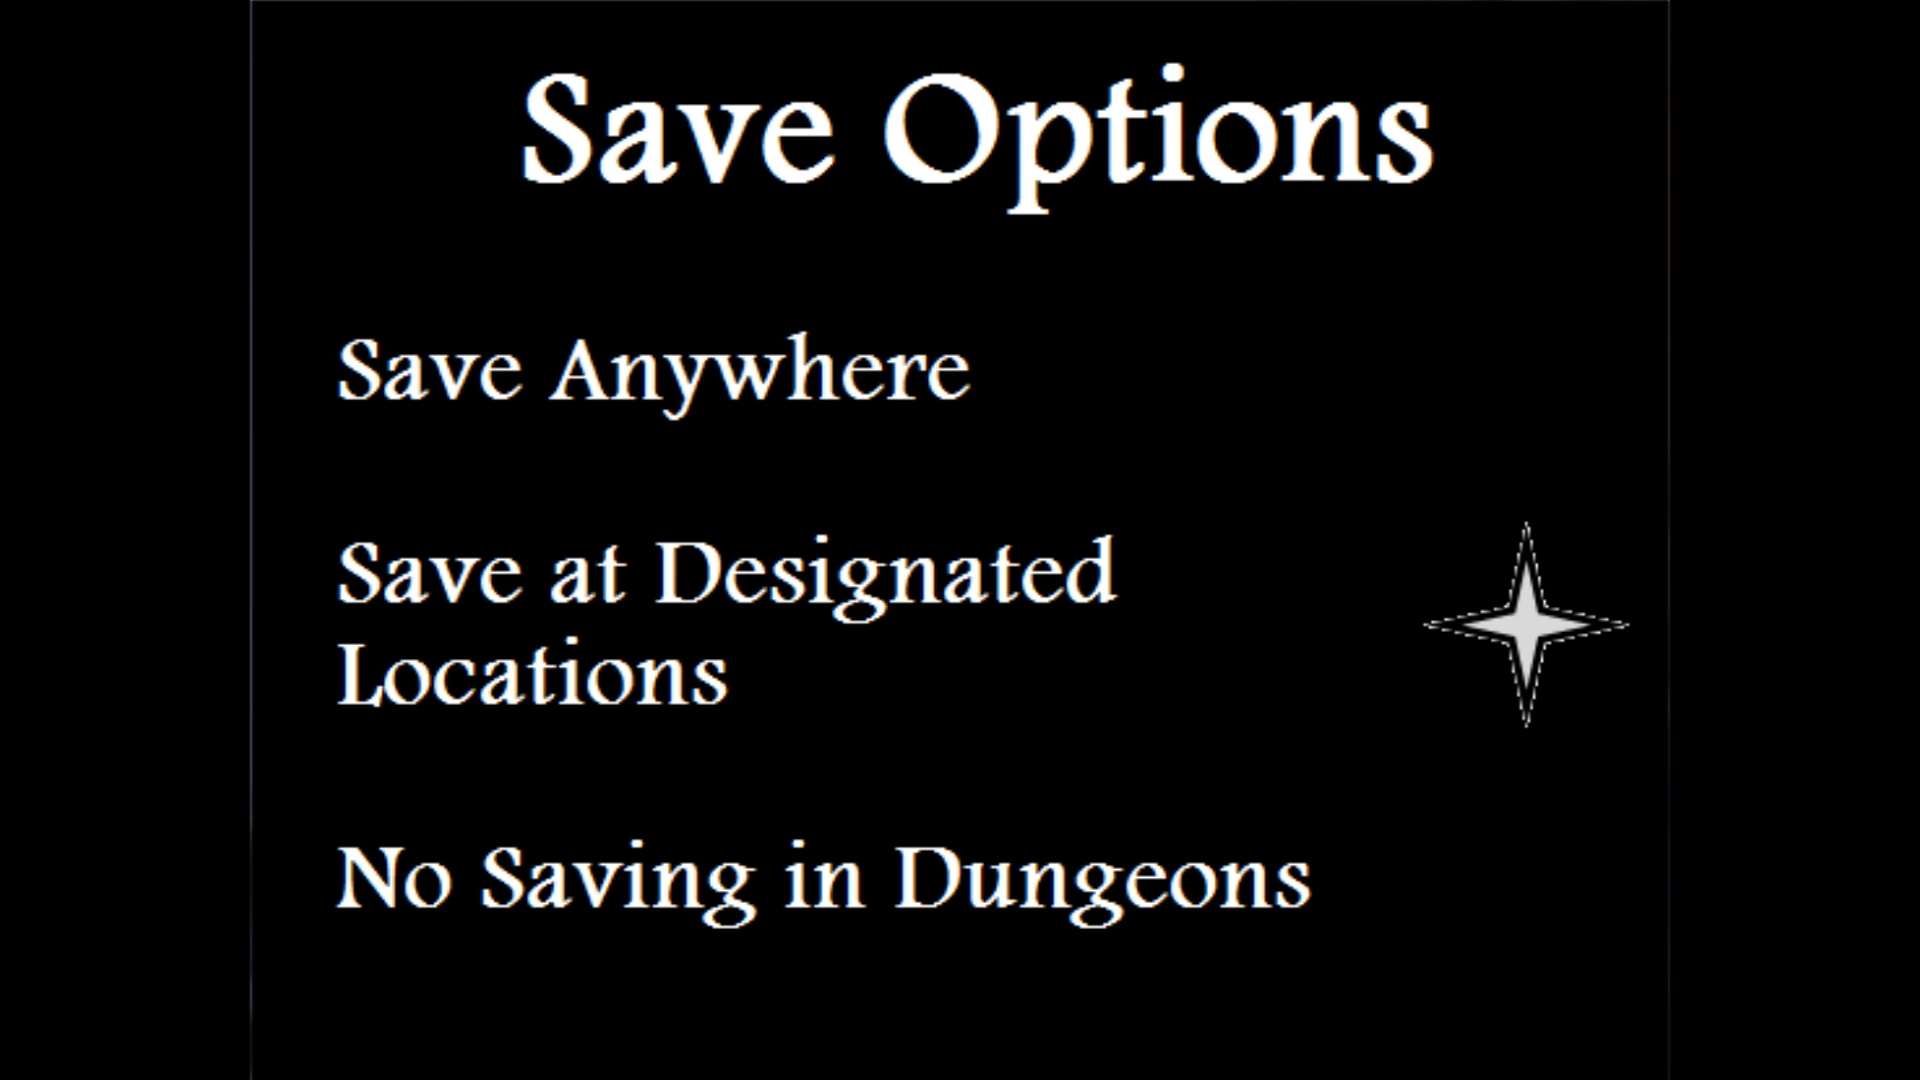 Save Options
Save Anywhere
Save at Designated
Locations
No Saving in Dungeons